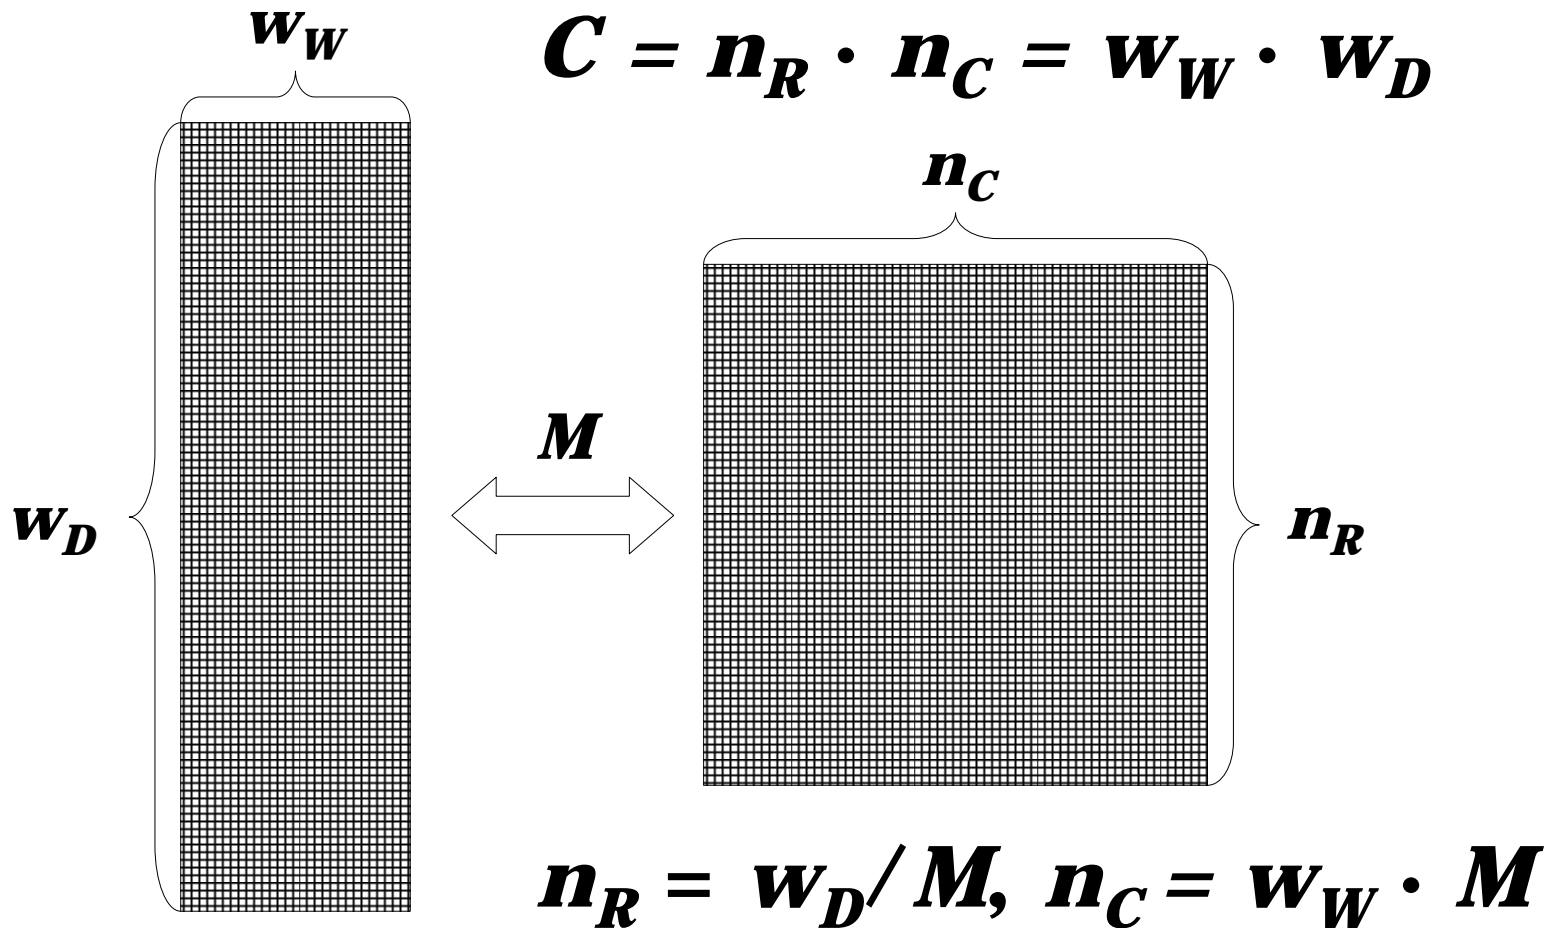 w_W
C = n_R · n_C = w_W · w_D
n_C
M
w_D
n_R
n_R = w_D/M, n_C = w_W · M